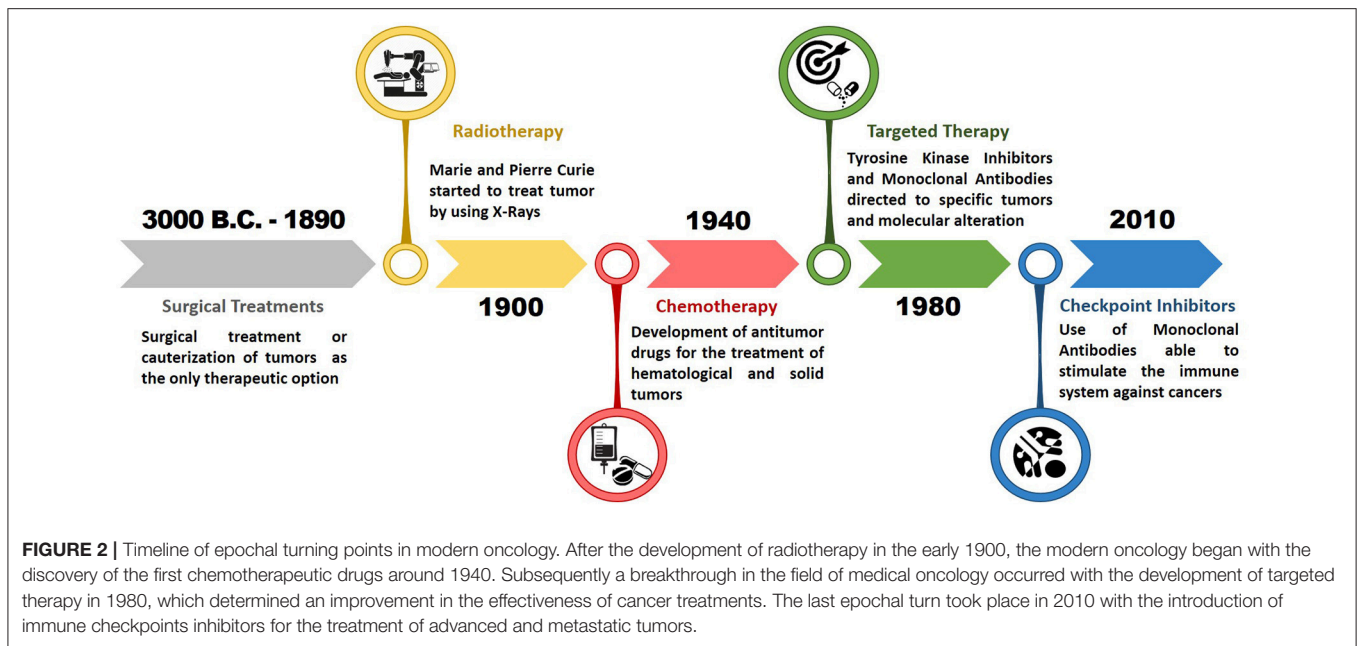 3000 B.C. - 1890
Surgical Treatments
Surgical treatment or
cauterization of tumors as
the only therapeutic option
Radiotherapy
Marie and Pierre Curie
started to treat tumor
by using X-Rays
1900
1940
Chemotherapy
Development of antitumor
drugs for the treatment of
hematological and solid
tumors
Targeted Therapy
Tyrosine Kinase Inhibitors
and Monoclonal Antibodies
directed to specific tumors
and molecular alteration
1980
2010
Checkpoint Inhibitors
Use of Monoclonal
Antibodies able to
stimulate the immune
system against cancers
FIGURE 2 | Timeline of epochal turning points in modern oncology. After the development of radiotherapy in the early 1900, the modern oncology began with the
discovery of the first chemotherapeutic drugs around 1940. Subsequently a breakthrough in the field of medical oncology occurred with the development of targeted
therapy in 1980, which determined an improvement in the effectiveness of cancer treatments. The last epochal turn took place in 2010 with the introduction of
immune checkpoints inhibitors for the treatment of advanced and metastatic tumors.